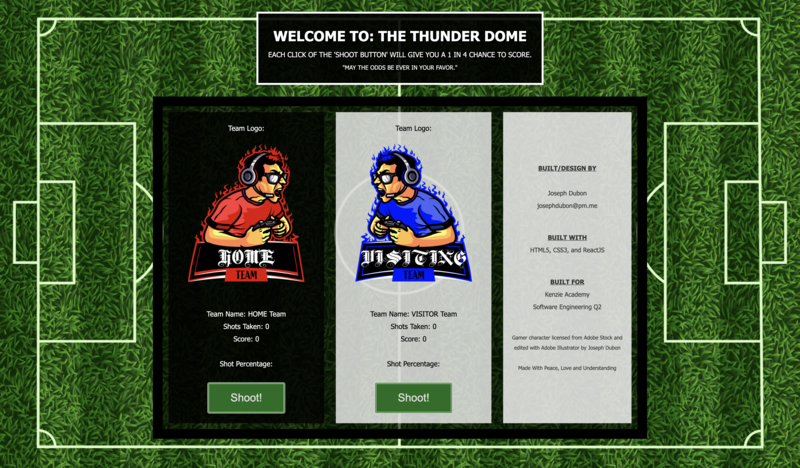 WELCOME TO: THE THUNDER DOME
EACH CLICK OF THE 'SHOOT BUTTON' WILL GIVE YOU A 1 IN 4 CHANCE TO SCORE.
"MAY THE ODDS BE EVER IN YOUR FAVOR."
Team Logo:
HOME
TEAM
Team Name: HOME Team
Shots Taken: 0
Score: 0
Shot Percentage:
Shoot!
Team Logo:
VISITING
TEAM
Team Name: VISITOR Team
Shots Taken: 0
Score: 0
Shot Percentage:
Shoot!
BUILT/DESIGN BY
Joseph Dubon
josephdubon@pm.me
BUILT WITH
HTML5, CSS3, and ReactJS
BUILT FOR
Kenzie Academy
Software Engineering Q2
Gamer character licensed from Adobe Stock and
edited with Adobe Illustrator by Joseph Dubon
Made With Peace, Love and Understanding